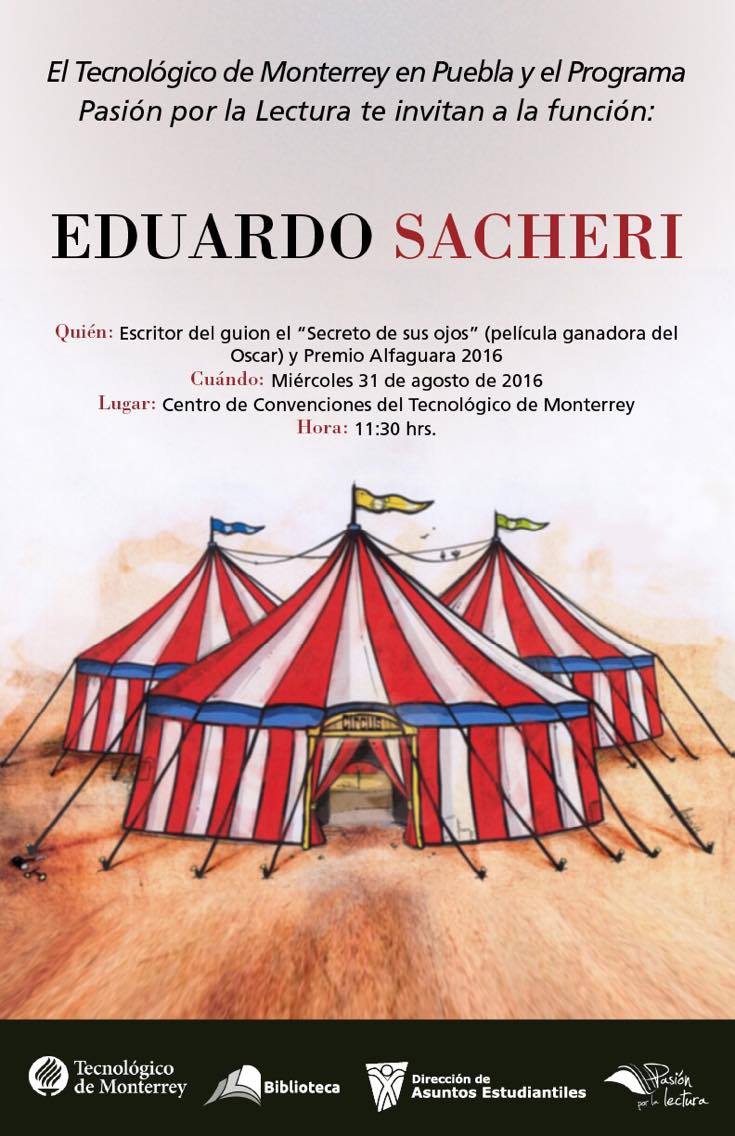 El Tecnológico de Monterrey en Puebla y el Programa
Pasión por la Lectura te invitan a la función:
EDUARDO SACHERI
Quién: Escritor del guion el “Secreto de sus ojos” (película ganadora del
Oscar) y Premio Alfaguara 2016
Cuándo: Miércoles 31 de agosto de 2016
Lugar: Centro de Convenciones del Tecnológico de Monterrey
Hora: 11:30 hrs.
CIRCUS
Tecnológico
de Monterrey
Biblioteca
Dirección de
Asuntos Estudiantiles
Pasión
por la lectura